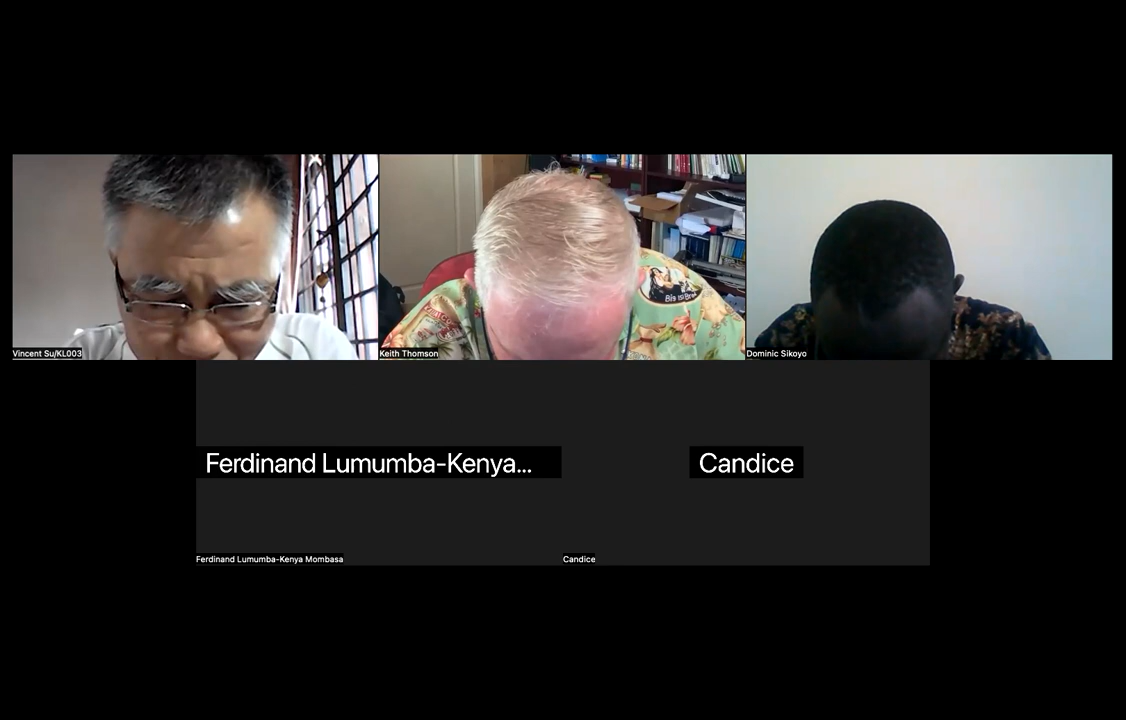 Vincent Su/KL003
Keith Thomson
Dominic Sikoyo
Ferdinand Lumumba-Kenya...
Candice
Ferdinand Lumumba-Kenya Mombasa
Candice